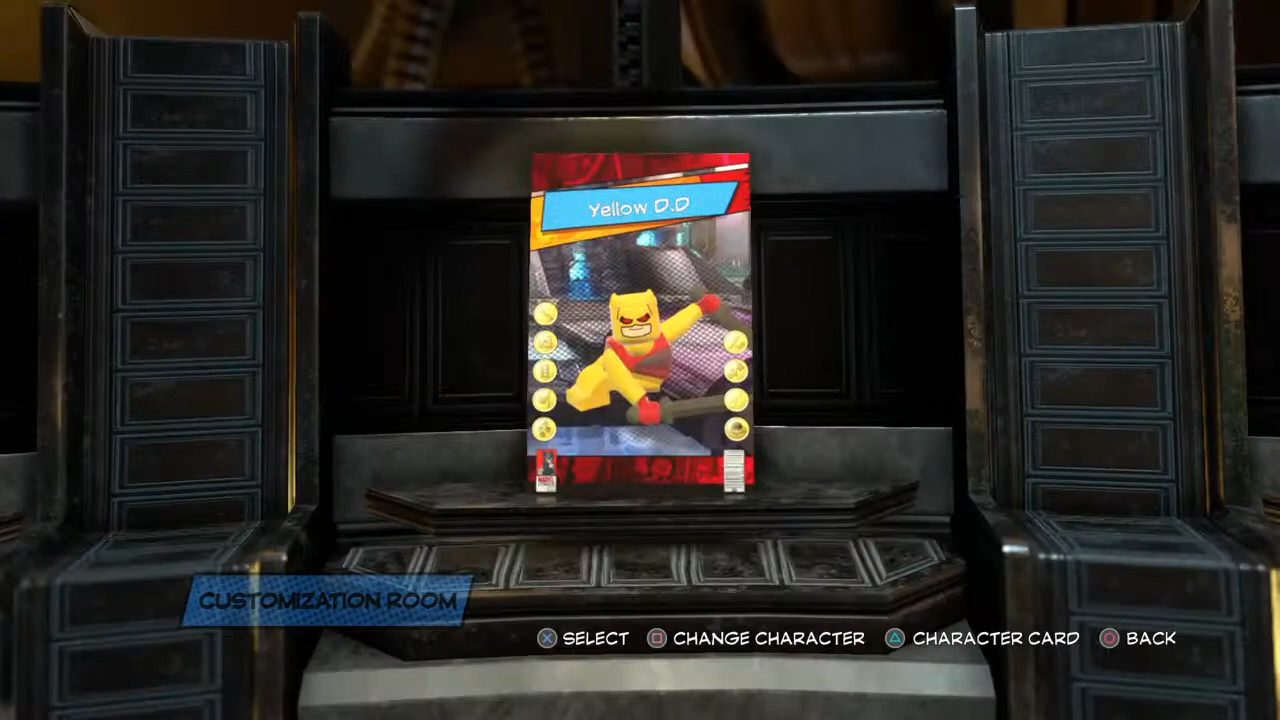 Yellow D.D
CUSTOMIZATION ROOM
SELECT CHANGE CHARACTER CHARACTER CARD BACK